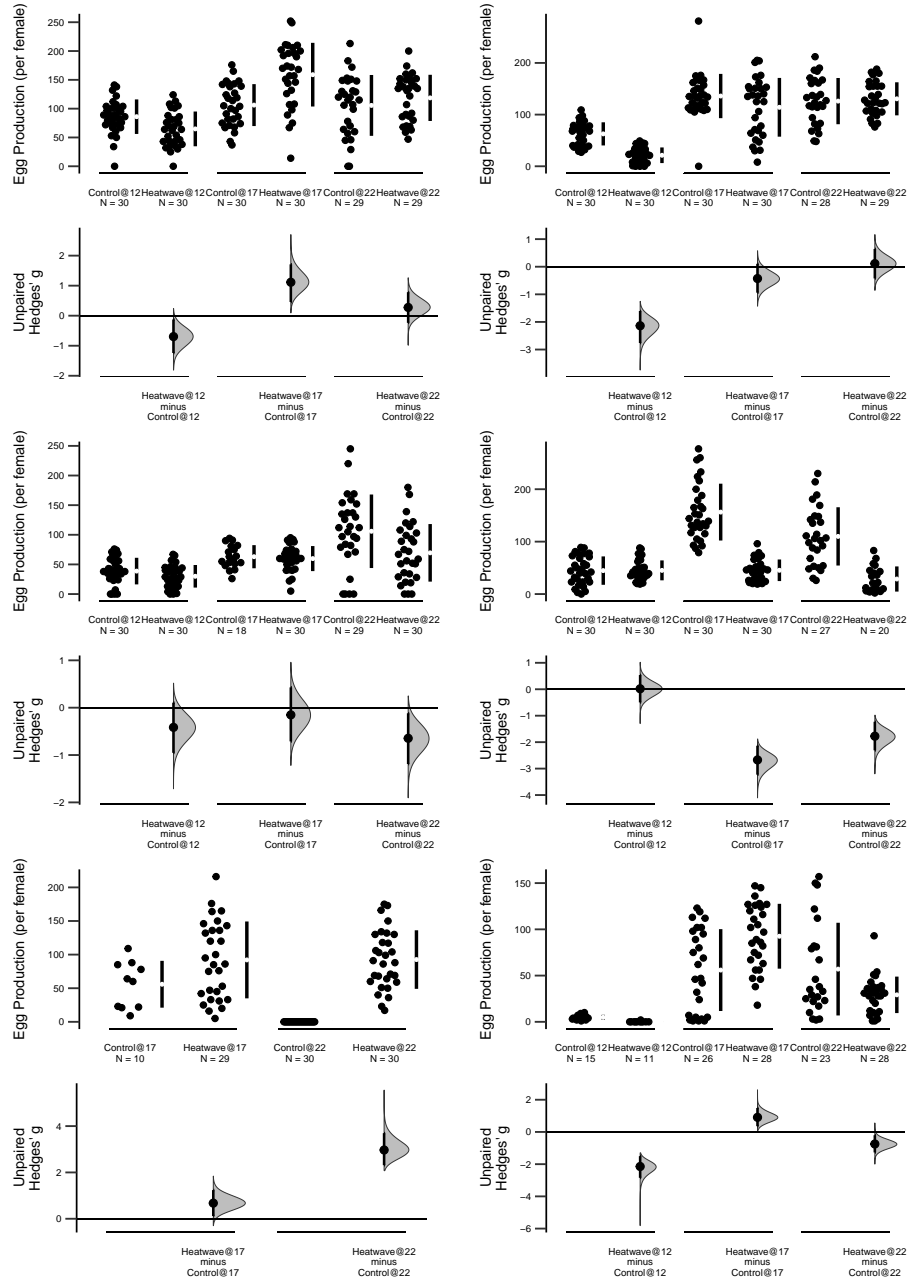 Egg Production (per female)
250
200
150
100
50
0
Control@12 Heatwave@12 Control@17 Heatwave@17 Control@22 Heatwave@22
N = 30 N = 30 N = 30 N = 30 N = 29 N = 29
Unpaired
Hedges' g
2
1
0
−1
−2
Heatwave@12 Heatwave@17 Heatwave@22
minus minus minus
Control@12 Control@17 Control@22
Egg Production (per female)
200
100
0
Control@12 Heatwave@12 Control@17 Heatwave@17 Control@22 Heatwave@22
N = 30 N = 30 N = 30 N = 30 N = 28 N = 29
Unpaired
Hedges' g
1
0
−1
−2
−3
Heatwave@12 Heatwave@17 Heatwave@22
minus minus minus
Control@12 Control@17 Control@22
Egg Production (per female)
250
200
150
100
50
0
Control@12 Heatwave@12 Control@17 Heatwave@17 Control@22 Heatwave@22
N = 30 N = 30 N = 18 N = 30 N = 29 N = 30
Unpaired
Hedges' g
1
0
−1
−2
Heatwave@12 Heatwave@17 Heatwave@22
minus minus minus
Control@12 Control@17 Control@22
Egg Production (per female)
200
100
0
Control@12 Heatwave@12 Control@17 Heatwave@17 Control@22 Heatwave@22
N = 30 N = 30 N = 30 N = 30 N = 27 N = 20
Unpaired
Hedges' g
1
0
−1
−2
−3
−4
Heatwave@12 Heatwave@17 Heatwave@22
minus minus minus
Control@12 Control@17 Control@22
Egg Production (per female)
200
150
100
50
0
Control@17 Heatwave@17 Control@22 Heatwave@22
N = 10 N = 29 N = 30 N = 30
Unpaired
Hedges' g
4
2
0
Heatwave@17 Heatwave@22
minus minus
Control@17 Control@22
Egg Production (per female)
150
100
50
0
Control@12 Heatwave@12 Control@17 Heatwave@17 Control@22 Heatwave@22
N = 15 N = 11 N = 26 N = 28 N = 23 N = 28
Unpaired
Hedges' g
2
0
−2
−4
−6
Heatwave@12 Heatwave@17 Heatwave@22
minus minus minus
Control@12 Control@17 Control@22